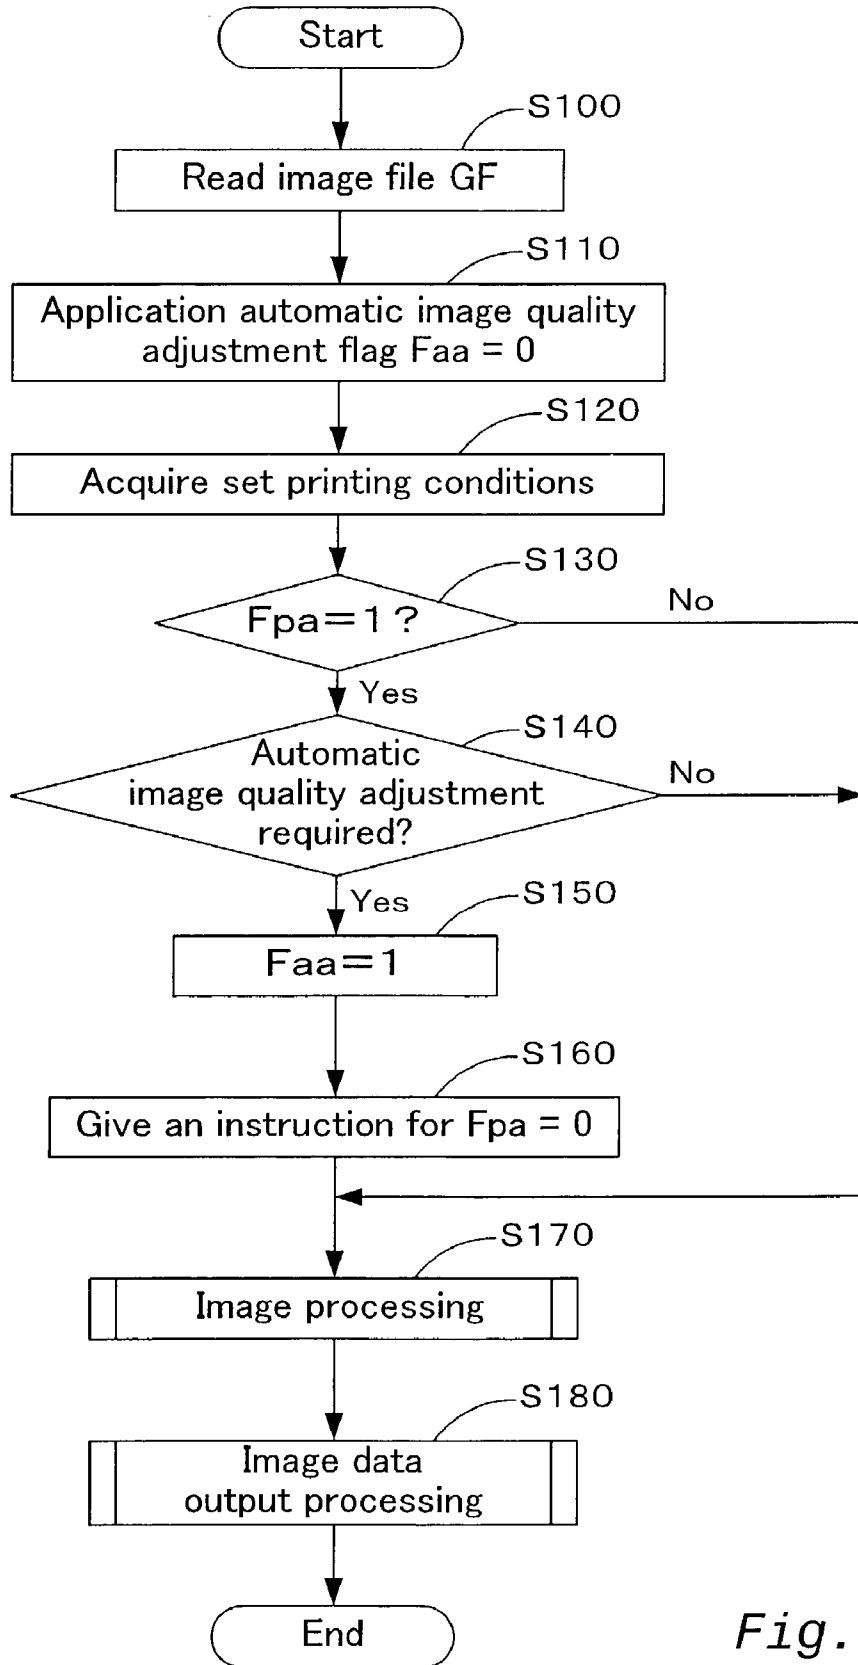 Start
S100
Read image file GF
S110
Application automatic image quality
adjustment flag Faa = 0
S120
Acquire set printing conditions
S130
Fpa=1?
No
Yes
S140
Automatic
image quality adjustment
required?
No
Yes
S150
Faa=1
S160
Give an instruction for Fpa = 0
S170
Image processing
S180
Image data
output processing
End
Fig.